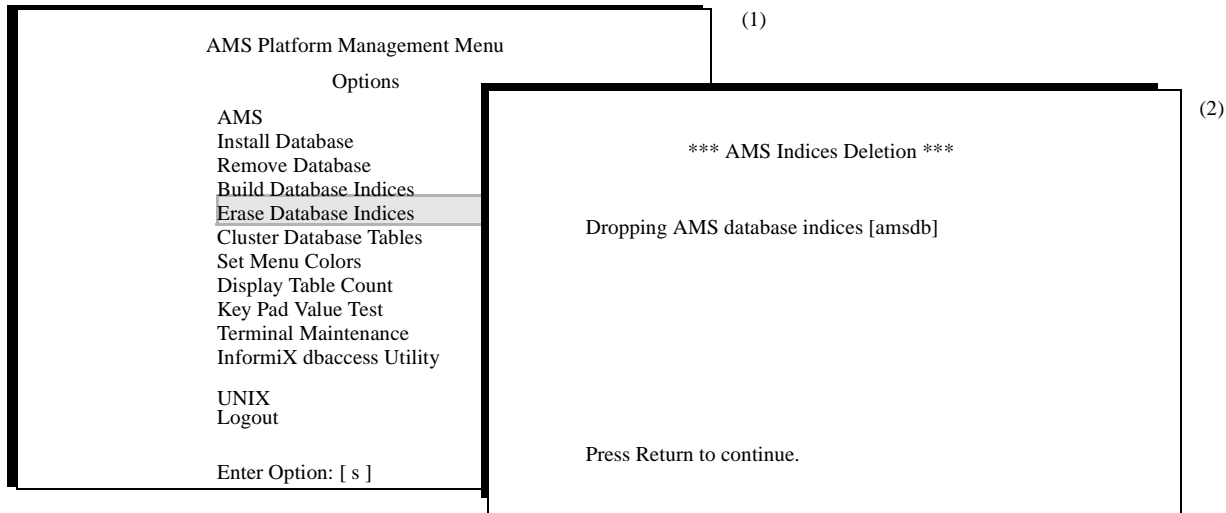 (1)
AMS Platform Management Menu
Options
AMS
Install Database
Remove Database
Build Database Indices
Erase Database Indices
Cluster Database Tables
Set Menu Colors
Display Table Count
Key Pad Value Test
Terminal Maintenance
InformiX dbaccess Utility
UNIX
Logout
Enter Option: [ s ]
(2)
*** AMS Indices Deletion ***
Dropping AMS database indices [amsdb]
Press Return to continue.